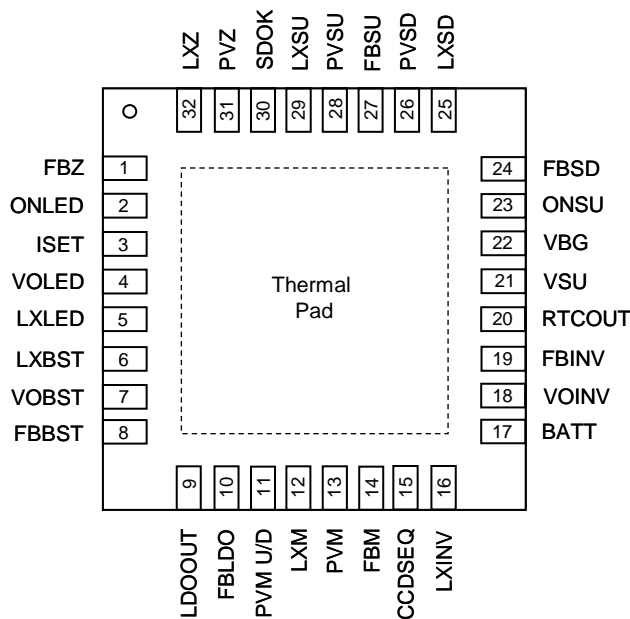 LXZ
PVZ
SDOK
LXSU
PVSU
FBSU
PVSD
LXSD
32
31
30
29
28
27
26
25
FBZ 1
ONLED 2
ISET 3
VOLED 4
LXLED 5
LXBST 6
VOBST 7
FBBST 8
Thermal
Pad
24 FBSD
23 ONSU
22 VBG
21 VSU
20 RTCOUT
19 FBINV
18 VOINV
17 BATT
9
10
11
12
13
14
15
16
LDOOUT
FBLDO
PVM U/D
LXM
PVM
FBM
CCDSEQ
LXINV